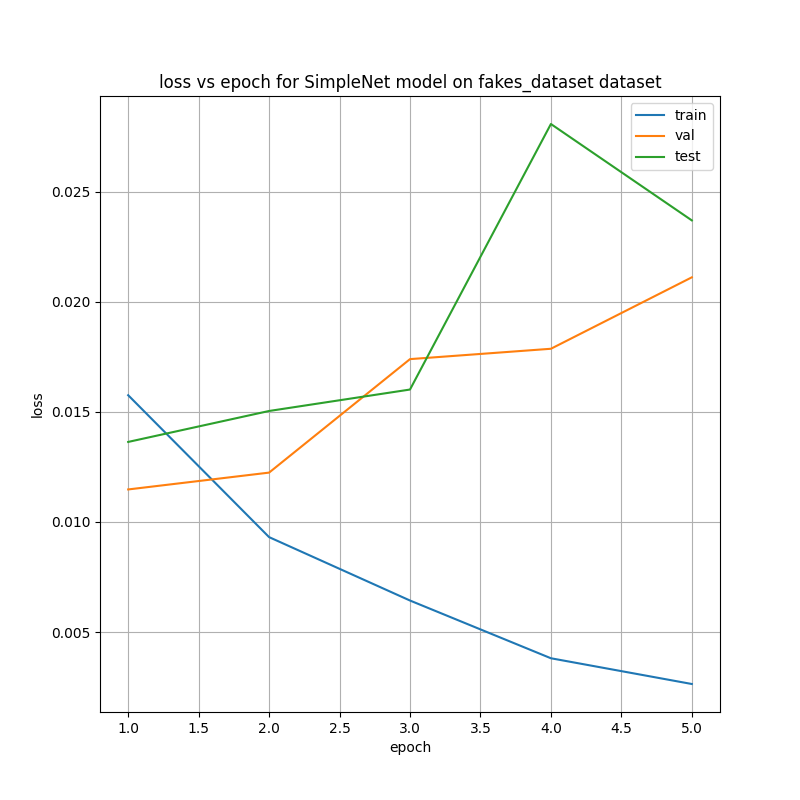 loss vs epoch for SimpleNet model on fakes_dataset dataset
train
val
test
0.025
0.020
0.015
0.010
0.005
loss
1.0 1.5 2.0 2.5 3.0 3.5 4.0 4.5 5.0
epoch